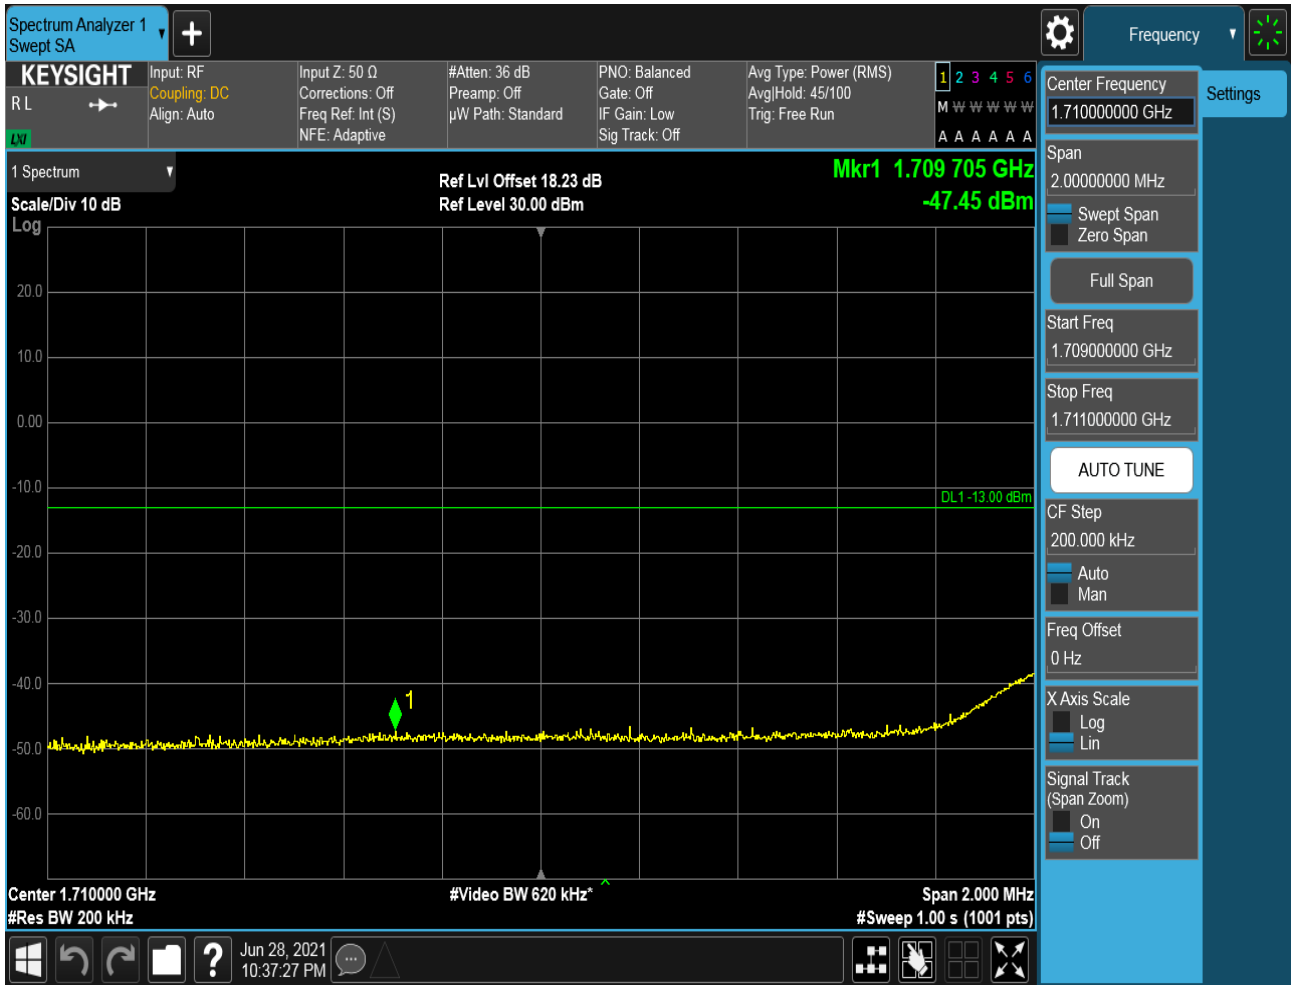 Spectrum Analyzer 1
Swept SA
Frequency
KEYSIGHT
R L
LXI
Input: RF
Coupling: DC
Align: Auto
Input Z: 50 Ω
Corrections: Off
Freq Ref: Int (S)
NFE: Adaptive
#Atten: 36 dB
Preamp: Off
µW Path: Standard
PNO: Balanced
Gate: Off
IF Gain: Low
Sig Track: Off
Avg Type: Power (RMS)
Avg|Hold: 45/100
Trig: Free Run
1 2 3 4 5 6
M W W W W W
A A A A A A
1 Spectrum
Scale/Div 10 dB
Log
Ref Lvl Offset 18.23 dB
Ref Level 30.00 dBm
Mkr1 1.709 705 GHz
-47.45 dBm
20.0
10.0
0.00
-10.0
-20.0
-30.0
-40.0
-50.0
-60.0
DL1 -13.00 dBm
1
Center 1.710000 GHz
#Res BW 200 kHz
#Video BW 620 kHz*
Span 2.000 MHz
#Sweep 1.00 s (1001 pts)
Jun 28, 2021
10:37:27 PM
Center Frequency
1.710000000 GHz
Settings
Span
2.00000000 MHz
Swept Span
Zero Span
Full Span
Start Freq
1.709000000 GHz
Stop Freq
1.711000000 GHz
AUTO TUNE
CF Step
200.000 kHz
Auto
Man
Freq Offset
0 Hz
X Axis Scale
Log
Lin
Signal Track
(Span Zoom)
On
Off